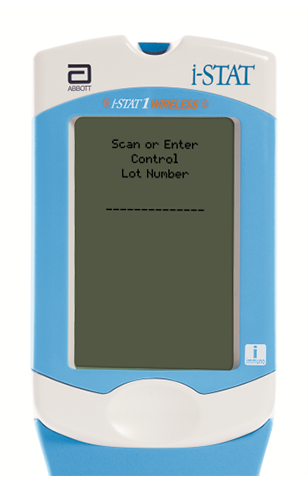 i-STAT
ABBOTT
i-STAT 1 WIRELESS
Scan or Enter
Control
Lot Number
--------------
i